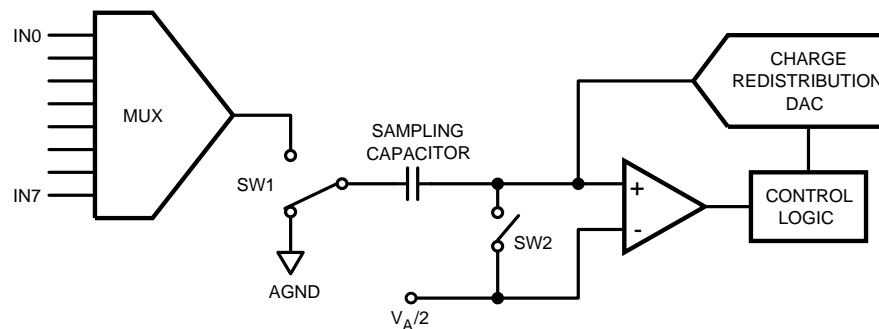 IN0
MUX
IN7
SW1
AGND
SAMPLING
CAPACITOR
SW2
VA/2
+
-
CHARGE
REDISTRIBUTION
DAC
CONTROL
LOGIC